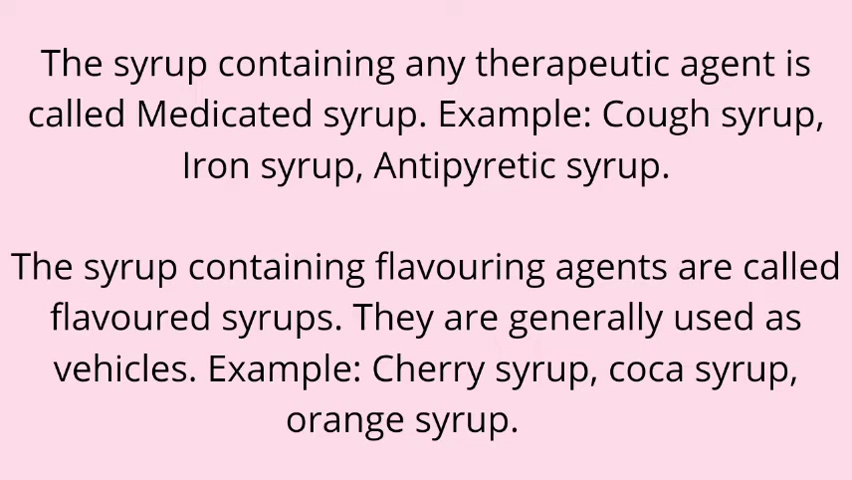 The syrup containing any therapeutic agent is
called Medicated syrup. Example: Cough syrup,
Iron syrup, Antipyretic syrup.
The syrup containing flavouring agents are called
flavoured syrups. They are generally used as
vehicles. Example: Cherry syrup, coca syrup,
orange syrup.